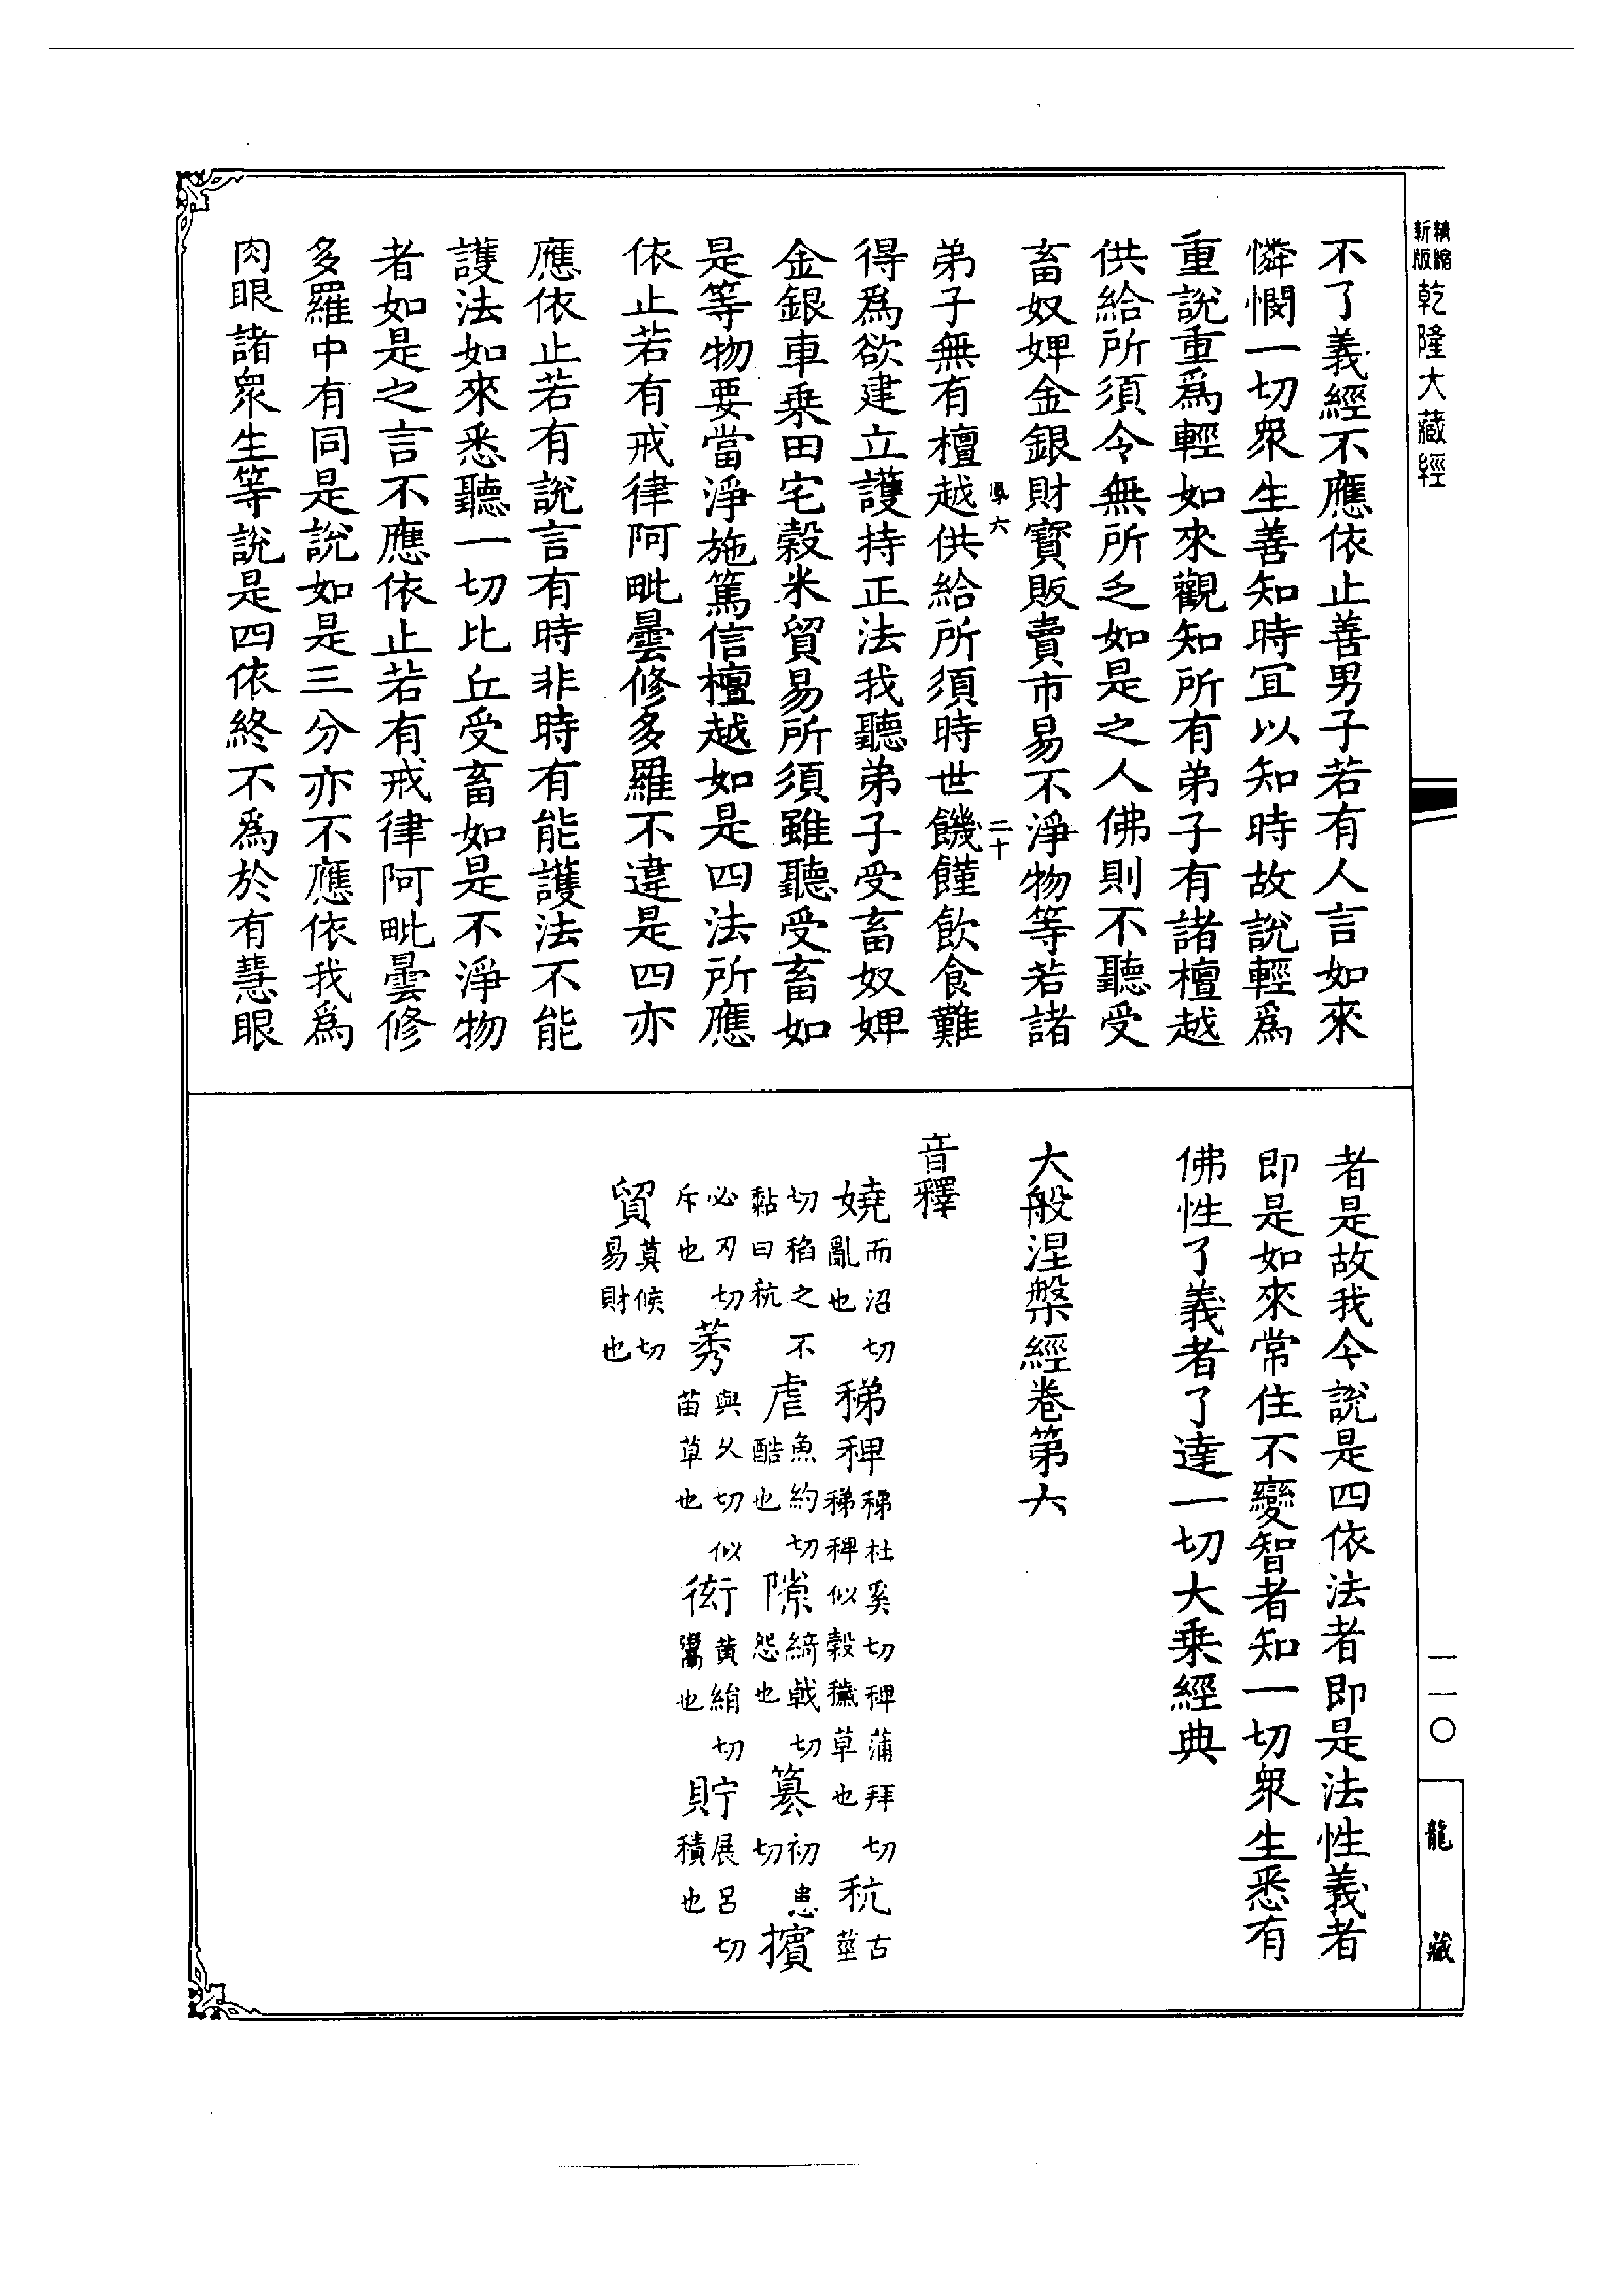 精縮新版乾隆大藏經
不了義經不應依止善男子若有人言如來
憐憫一切衆生善知時宜以知時故說輕爲
重說重爲輕如來觀知所有弟子有諸檀越
供給所須令無所乏如是之人佛則不聽受
畜奴婢金銀財寳販賣市易不淨物等若諸
鳳六 二十
弟子無有檀越供給所須時世饑饉飲食難
得爲欲建立護持正法我聽弟子受畜奴婢
金銀車乗田宅榖米貿易所須雖聽受畜如
是等物要當淨施篤信檀越如是四法所應
依止若有戒律阿毗曇修多羅不違是四亦
應依止若有說言有時非時有能護法不能
護法如來悉聽一切比丘受畜如是不淨物
者如是之言不應依止若有戒律阿毗曇修
多羅中有同是說如是三分亦不應依我爲
肉眼諸衆生等說是四依終不爲於有慧眼
者是故我今說是四依法者即是法性義者
即是如來常住不變智者知一切衆生悉有
佛性了義者了達一切大乗經典
大般涅槃經卷第六
音釋
嬈而沼切亂也 稊稗稊杜奚切稗蒲拜切稊稗似穀穢草也 秔古莖
切稻之不黏曰秔 虐魚約切酷也 隙綺戟切怨也 篡初患切 擯
必刃切斥也 莠與久切似苗草也 衒黄絹切鬻也 貯展呂切積也
貿莫候切易財也
一一〇
龍藏